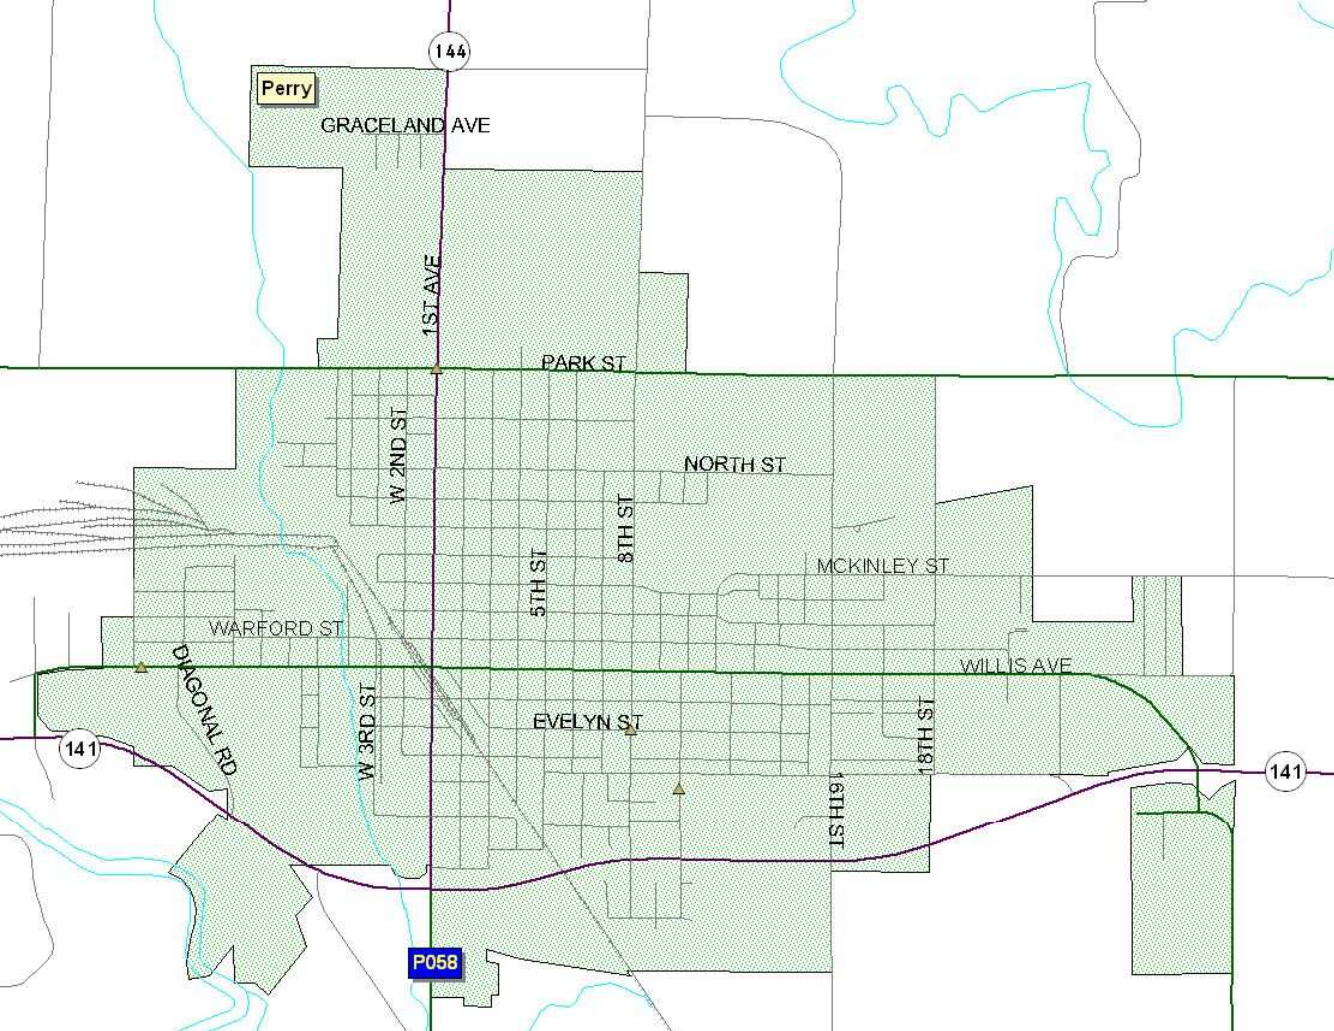 144
Perry
GRACELAND AVE
1ST AVE
PARK ST
W 2ND ST
NORTH ST
8TH ST
5TH ST
MCKINLEY ST
WARFORD ST
WILLIS AVE
DIAGONAL RD
W 3RD ST
EVELYN ST
18TH ST
141
141
16TH ST
P058